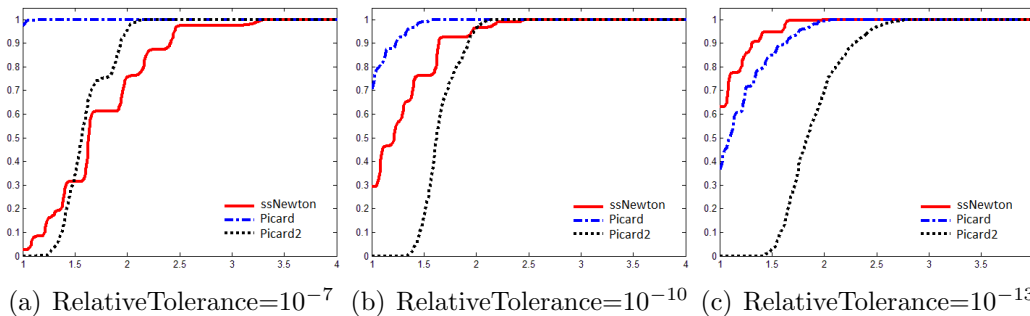 1
0.9
0.8
0.7
0.6
0.5
0.4
0.3
0.2
0.1
0
1 1.5 2 2.5 3 3.5 4
ssNewton
Picard
Picard2
(a) RelativeTolerance=10⁻⁷
1
0.9
0.8
0.7
0.6
0.5
0.4
0.3
0.2
0.1
0
1 1.5 2 2.5 3 3.5 4
ssNewton
Picard
Picard2
(b) RelativeTolerance=10⁻¹⁰
1
0.9
0.8
0.7
0.6
0.5
0.4
0.3
0.2
0.1
0
1 1.5 2 2.5 3 3.5
ssNewton
Picard
Picard2
(c) RelativeTolerance=10⁻¹³